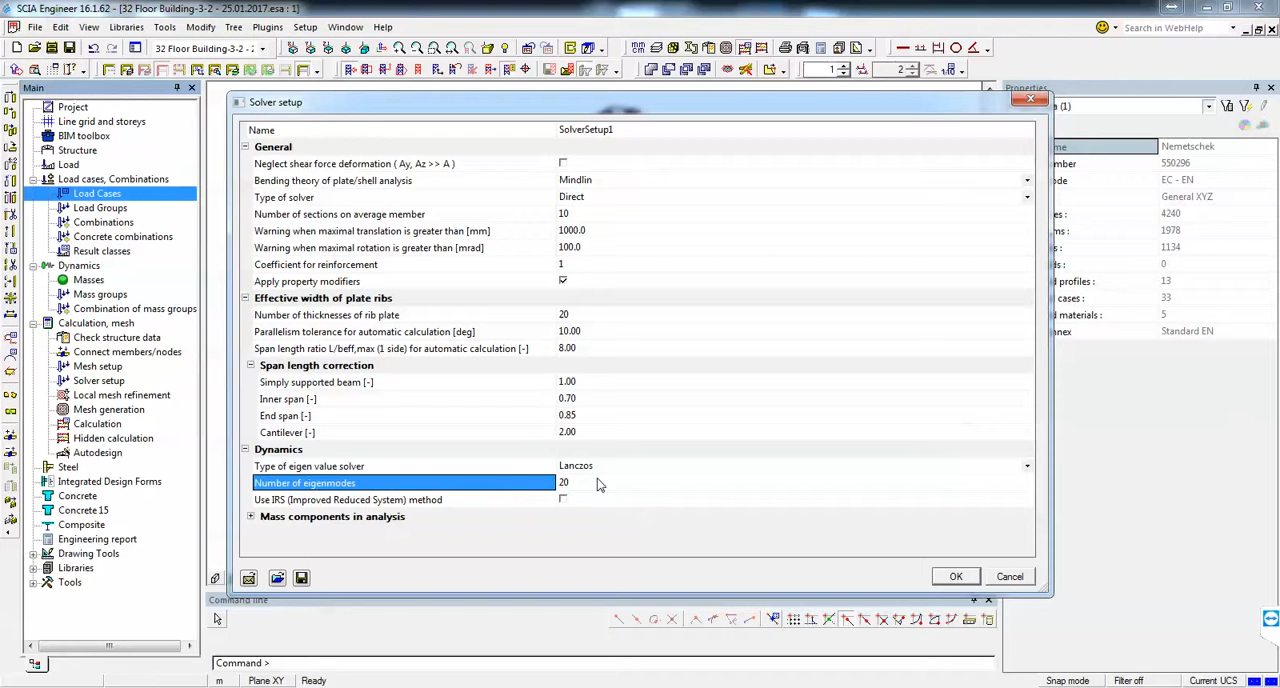 SCIA Engineer 16.1.62 - [32 Floor Building-3-2 - 25.01.2017.esa : 1]
File Edit View Libraries Tools Modify Tree Plugins Setup Window Help
Search in WebHelp
32 Floor Building-3-2 -
1
2
Main
Project
Line grid and storeys
BIM toolbox
Structure
Load
Load cases, Combinations
Load Cases
Load Groups
Combinations
Concrete combinations
Result classes
Dynamics
Masses
Mass groups
Combination of mass groups
Calculation, mesh
Check structure data
Connect members/nodes
Mesh setup
Solver setup
Local mesh refinement
Mesh generation
Calculation
Hidden calculation
Autodesign
Steel
Integrated Design Forms
Concrete
Concrete 15
Composite
Engineering report
Drawing Tools
Libraries
Tools
Solver setup
Name SolverSetup1
General
Neglect shear force deformation ( Ay, Az >> A )
Bending theory of plate/shell analysis Mindlin
Type of solver Direct
Number of sections on average member 10
Warning when maximal translation is greater than [mm] 1000.0
Warning when maximal rotation is greater than [mrad] 100.0
Coefficient for reinforcement 1
Apply property modifiers
Effective width of plate ribs
Number of thicknesses of rib plate 20
Parallelism tolerance for automatic calculation [deg] 10.00
Span length ratio L/beff,max (1 side) for automatic calculation [-] 8.00
Span length correction
Simply supported beam [-] 1.00
Inner span [-] 0.70
End span [-] 0.85
Cantilever [-] 2.00
Dynamics
Type of eigen value solver Lanczos
Number of eigenmodes 20
Use IRS (Improved Reduced System) method
Mass components in analysis
OK Cancel
Properties
a (1)
me Nemetschek
umber 550296
ode EC - EN
General XYZ
s: 4240
ms: 1978
1134
ds: 0
d profiles: 13
cases: 33
d materials: 5
nnex Standard EN
Command line
Command >
m Plane XY Ready Snap mode Filter off Current UCS